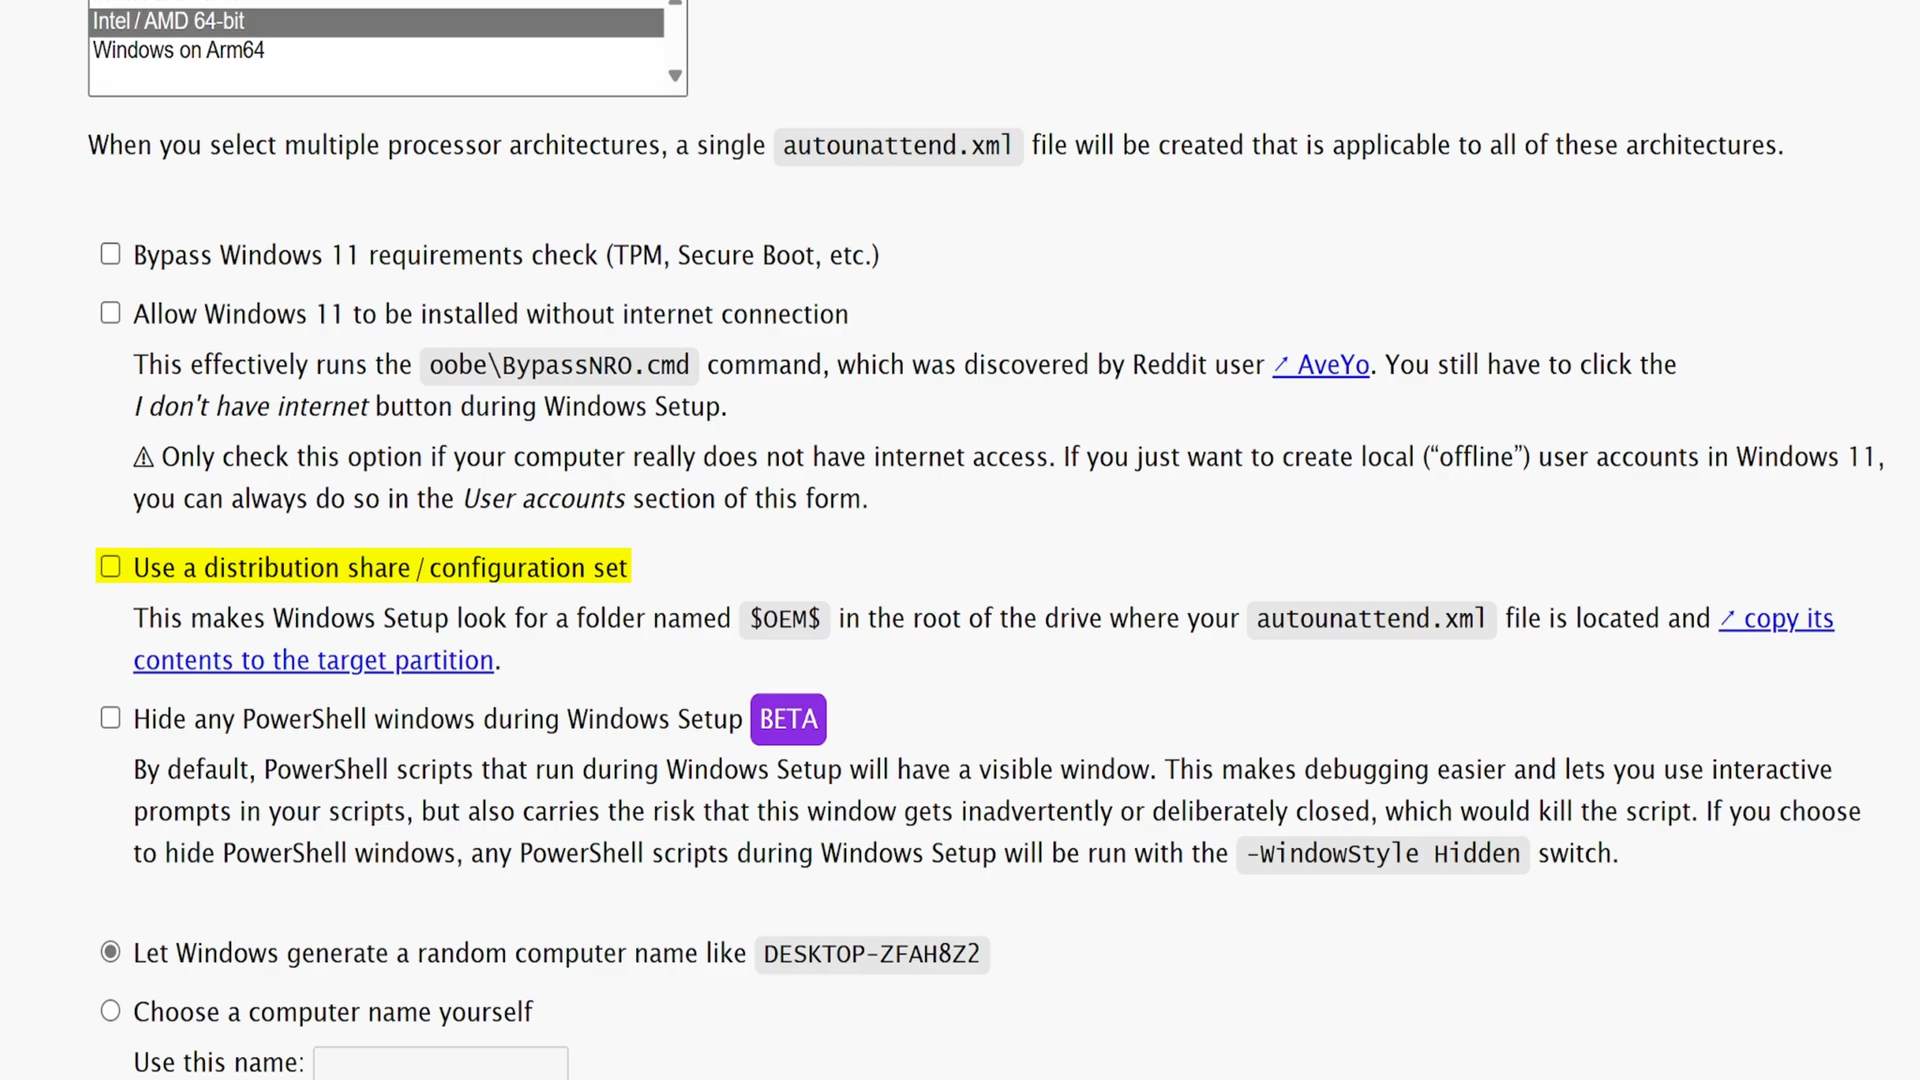 Intel / AMD 64-bit
Windows on Arm64
When you select multiple processor architectures, a single autounattend.xml file will be created that is applicable to all of these architectures.
Bypass Windows 11 requirements check (TPM, Secure Boot, etc.)
Allow Windows 11 to be installed without internet connection
This effectively runs the oobe\BypassNRO.cmd command, which was discovered by Reddit user ↗ AveYo. You still have to click the
I don't have internet button during Windows Setup.
⚠ Only check this option if your computer really does not have internet access. If you just want to create local (“offline”) user accounts in Windows 11,
you can always do so in the User accounts section of this form.
Use a distribution share / configuration set
This makes Windows Setup look for a folder named $OEM$ in the root of the drive where your autounattend.xml file is located and ↗ copy its
contents to the target partition.
Hide any PowerShell windows during Windows Setup BETA
By default, PowerShell scripts that run during Windows Setup will have a visible window. This makes debugging easier and lets you use interactive
prompts in your scripts, but also carries the risk that this window gets inadvertently or deliberately closed, which would kill the script. If you choose
to hide PowerShell windows, any PowerShell scripts during Windows Setup will be run with the -WindowStyle Hidden switch.
Let Windows generate a random computer name like DESKTOP-ZFAH8Z2
Choose a computer name yourself
Use this name: